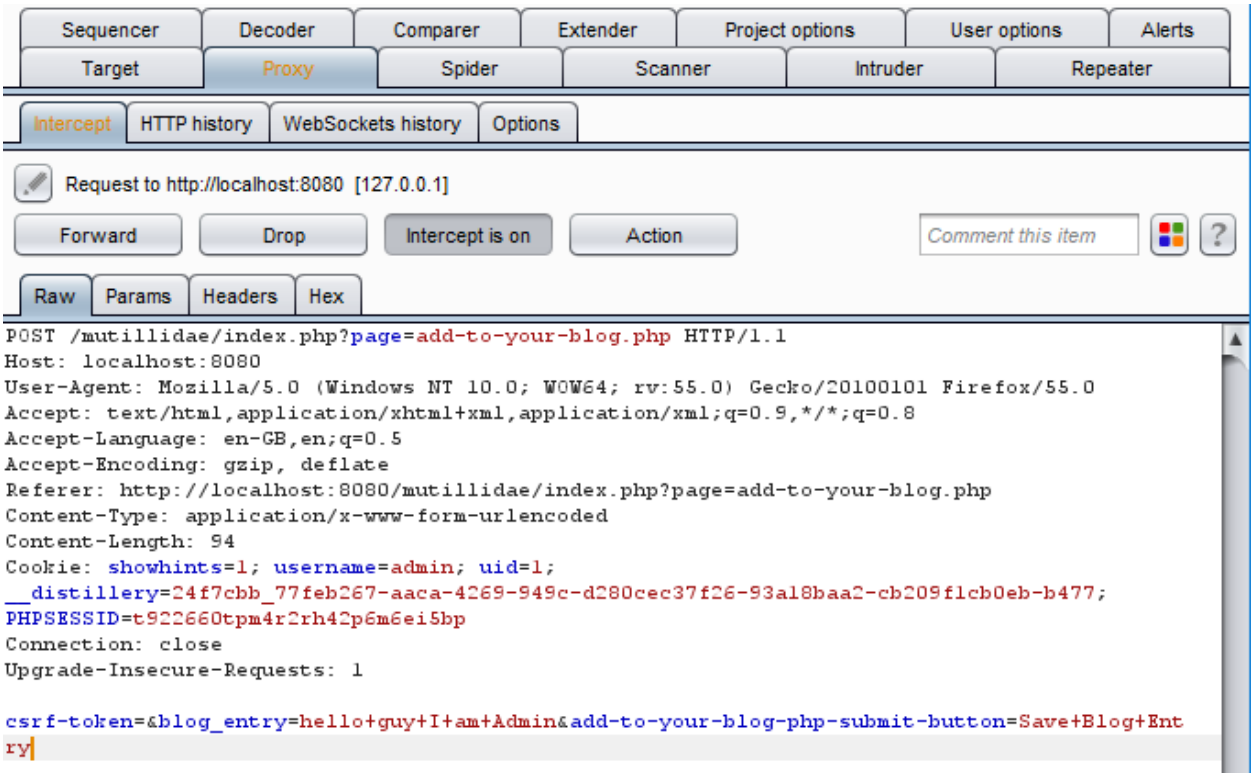 Sequencer Decoder Comparer Extender Project options User options Alerts
Target Proxy Spider Scanner Intruder Repeater
Intercept HTTP history WebSockets history Options
Request to http://localhost:8080 [127.0.0.1]
Forward Drop Intercept is on Action Comment this item ?
Raw Params Headers Hex
POST /mutillidae/index.php?page=add-to-your-blog.php HTTP/1.1
Host: localhost:8080
User-Agent: Mozilla/5.0 (Windows NT 10.0; WOW64; rv:55.0) Gecko/20100101 Firefox/55.0
Accept: text/html,application/xhtml+xml,application/xml;q=0.9,*/*;q=0.8
Accept-Language: en-GB,en;q=0.5
Accept-Encoding: gzip, deflate
Referer: http://localhost:8080/mutillidae/index.php?page=add-to-your-blog.php
Content-Type: application/x-www-form-urlencoded
Content-Length: 94
Cookie: showhints=1; username=admin; uid=1;
__distillery=24f7cbb_77feb267-aaca-4269-949c-d280cec37f26-93a18baa2-cb209f1cb0eb-b477;
PHPSESSID=t922660tpm4r2rh42p6m6ei5bp
Connection: close
Upgrade-Insecure-Requests: 1
csrf-token=&blog_entry=hello+guy+I+am+Admin&add-to-your-blog-php-submit-button=Save+Blog+Ent
ry